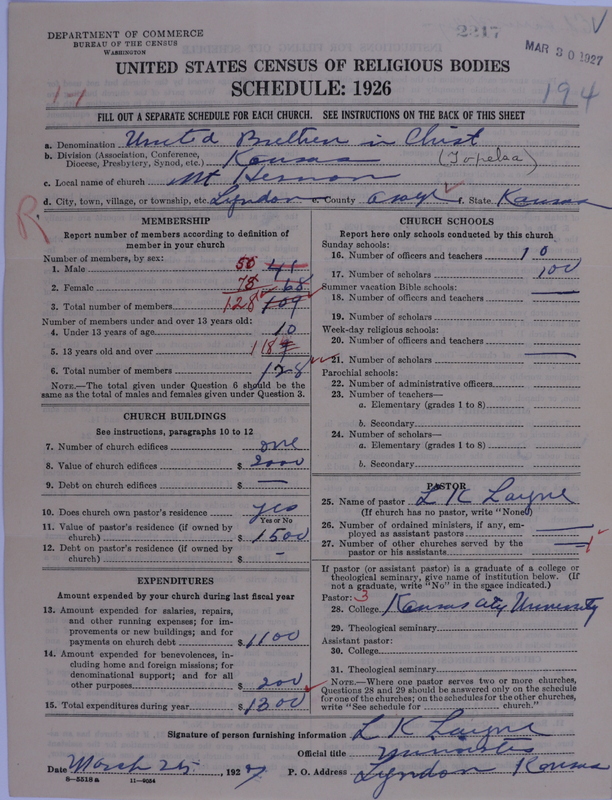 DEPARTMENT OF COMMERCE
BUREAU OF THE CENSUS
WASHINGTON
2217
MAR 30 1927
UNITED STATES CENSUS OF RELIGIOUS BODIES
SCHEDULE: 1926
1-1
194
FILL OUT A SEPARATE SCHEDULE FOR EACH CHURCH. SEE INSTRUCTIONS ON THE BACK OF THIS SHEET
a. Denomination United Brethren in Christ
b. Division (Association, Conference, Diocese, Presbytery, Synod, etc.) Kansas (Topeka)
c. Local name of church Mt Hermon
d. City, town, village, or township, etc. Lyndon e. County Osage f. State Kansas
R
MEMBERSHIP
Report number of members according to definition of
member in your church
Number of members, by sex:
1. Male 50 41
2. Female 78 68
3. Total number of members 128 109
Number of members under and over 13 years old:
4. Under 13 years of age 10
5. 13 years old and over 118
6. Total number of members 128
NOTE.—The total given under Question 6 should be the
same as the total of males and females given under Question 3.
CHURCH BUILDINGS
See instructions, paragraphs 10 to 12
7. Number of church edifices one
8. Value of church edifices $ 2000
9. Debt on church edifices $ —
10. Does church own pastor's residence yes
Yes or No
11. Value of pastor's residence (if owned by
church) $ 1500
12. Debt on pastor's residence (if owned by
church) $ -
EXPENDITURES
Amount expended by your church during last fiscal year
13. Amount expended for salaries, repairs,
and other running expenses; for im-
provements or new buildings; and for
payments on church debt $ 1100
14. Amount expended for benevolences, in-
cluding home and foreign missions; for
denominational support; and for all
other purposes $ 200
15. Total expenditures during year $ 1300
CHURCH SCHOOLS
Report here only schools conducted by this church
Sunday schools:
16. Number of officers and teachers 10
17. Number of scholars 100
Summer vacation Bible schools:
18. Number of officers and teachers —
19. Number of scholars
Week-day religious schools:
20. Number of officers and teachers
21. Number of scholars —
Parochial schools:
22. Number of administrative officers
23. Number of teachers—
a. Elementary (grades 1 to 8)
b. Secondary
24. Number of scholars—
a. Elementary (grades 1 to 8)
b. Secondary
PASTOR
25. Name of pastor L K Layne
(If church has no pastor, write "None")
26. Number of ordained ministers, if any, em-
ployed as assistant pastors —
27. Number of other churches served by the
pastor or his assistants — 1
If pastor (or assistant pastor) is a graduate of a college or
theological seminary, give name of institution below. (If
not a graduate, write "No" in the space indicated.)
Pastor: 3
28. College Kansas City University
29. Theological seminary
Assistant pastor:
30. College
31. Theological seminary
NOTE.—Where one pastor serves two or more churches,
Questions 28 and 29 should be answered only on the schedule
for one of the churches; on the schedules for the other churches,
write "See schedule for church."
Signature of person furnishing information L K Layne
Official title Minister
Date March 25, 1927 P. O. Address Lyndon Kansas
8-5518a 11-9054